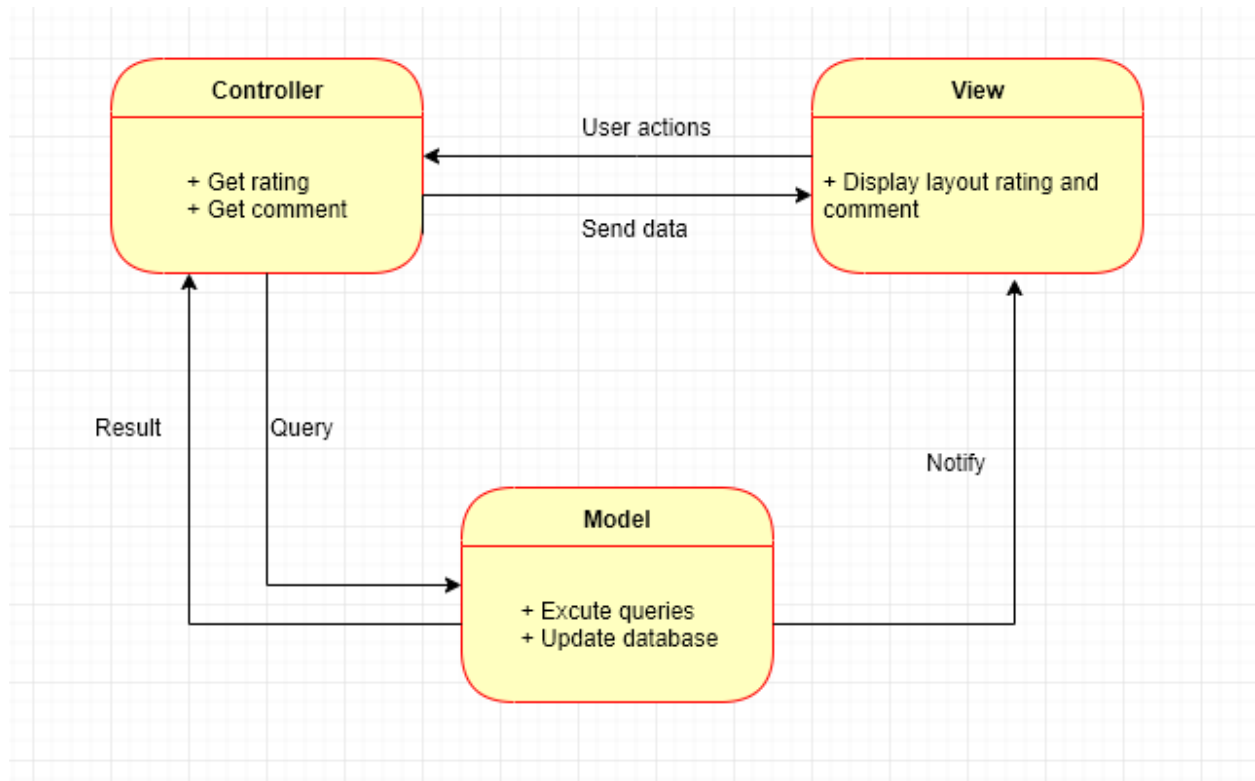 Controller
+ Get rating
+ Get comment
User actions
Send data
View
+ Display layout rating and
comment
Result
Query
Notify
Model
+ Excute queries
+ Update database